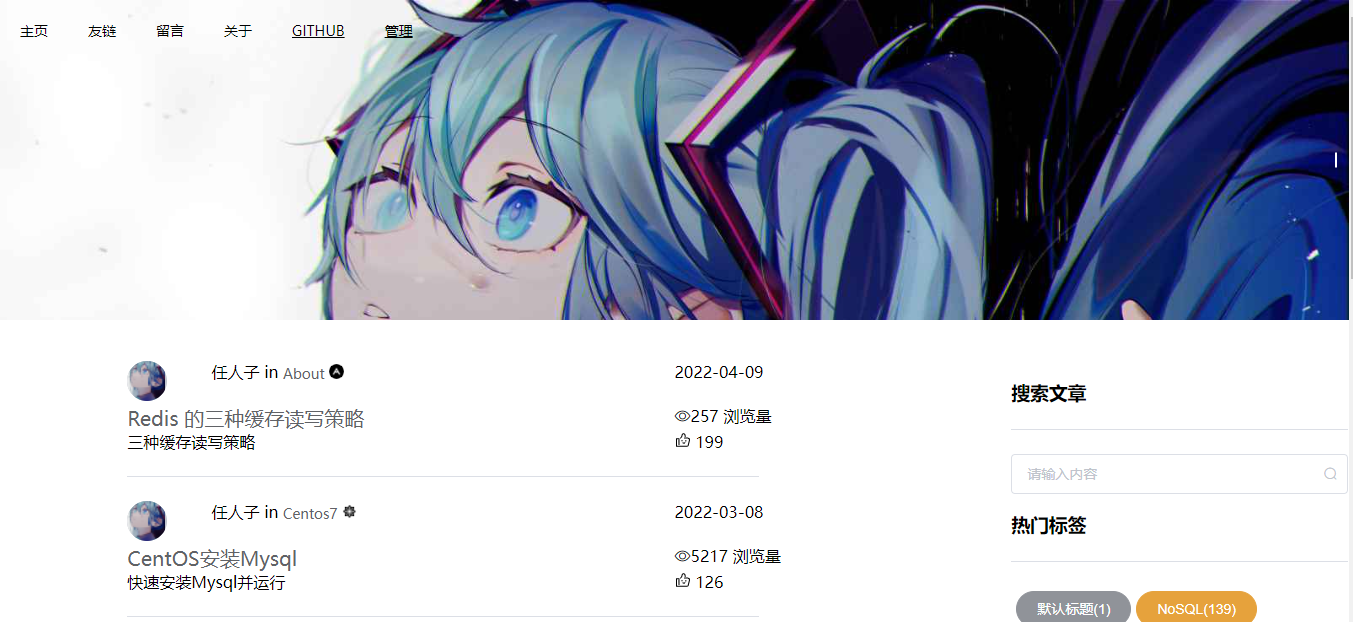 主页 友链 留言 关于 GITHUB 管理
任人子 in About
2022-04-09
Redis 的三种缓存读写策略
257 浏览量
三种缓存读写策略
199
任人子 in Centos7
2022-03-08
CentOS安装Mysql
5217 浏览量
快速安装Mysql并运行
126
搜索文章
请输入内容
热门标签
默认标题(1) NoSQL(139)